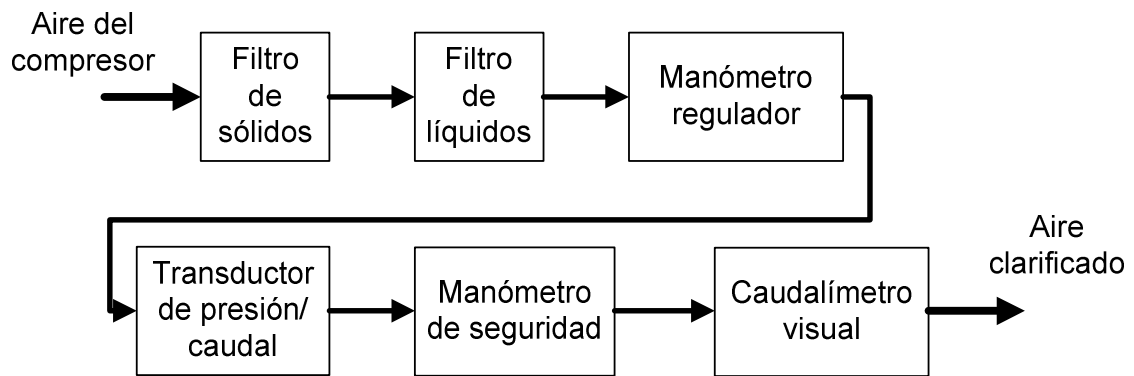 Aire del
compresor
Filtro
de
sólidos
Filtro
de
líquidos
Manómetro
regulador
Transductor
de presión/
caudal
Manómetro
de seguridad
Caudalímetro
visual
Aire
clarificado